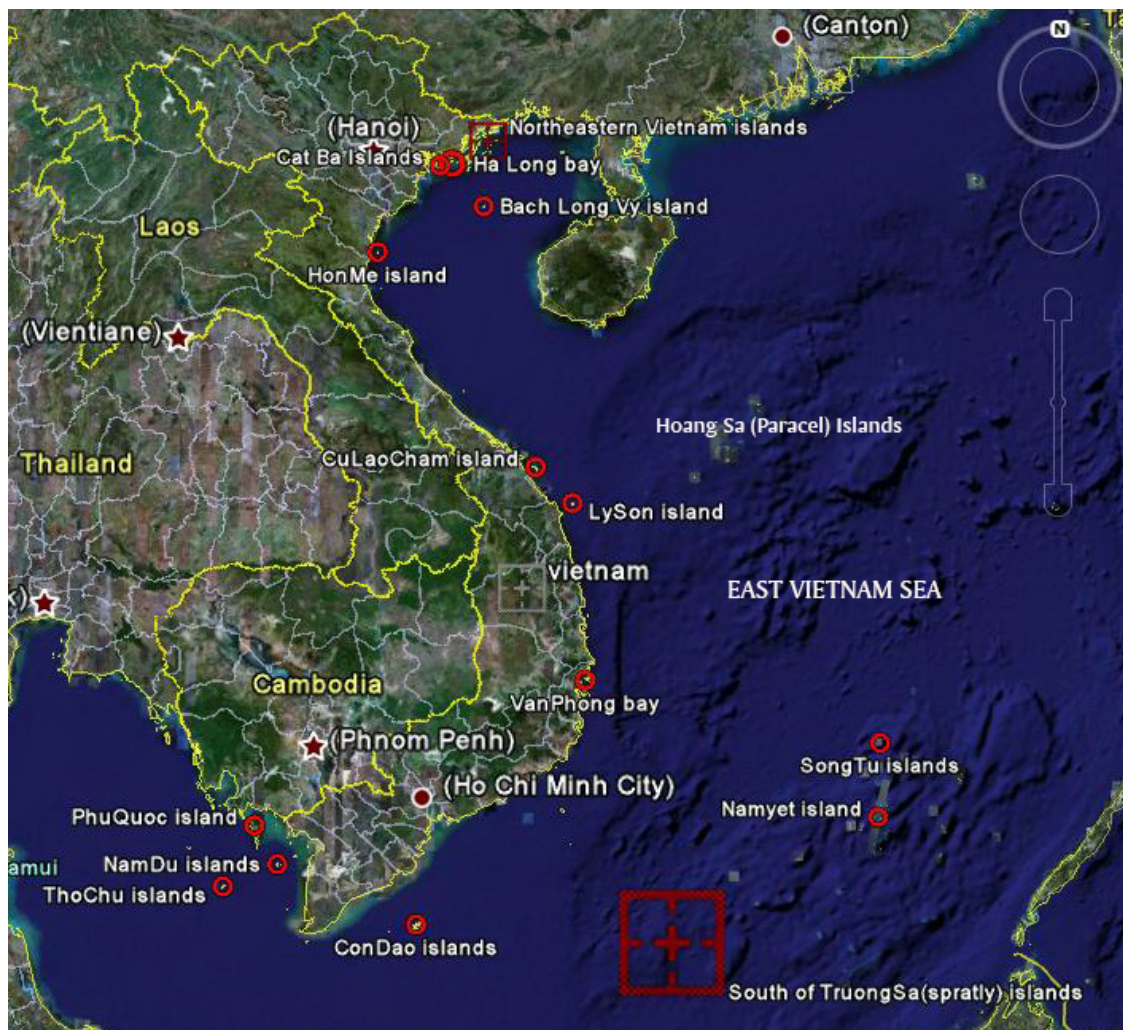 (Canton)
N
(Hanoi)
Northeastern Vietnam islands
Cat Ba Islands
Ha Long bay
Bach Long Vy island
Laos
HonMe island
(Vientiane)
Hoang Sa (Paracel) Islands
Thailand
CuLaoCham island
LySon island
vietnam
EAST VIETNAM SEA
Cambodia
VanPhong bay
(Phnom Penh)
SongTu islands
(Ho Chi Minh City)
Namyet island
PhuQuoc island
NamDu islands
amui
ThoChu islands
ConDao islands
South of TruongSa(spratly) islands